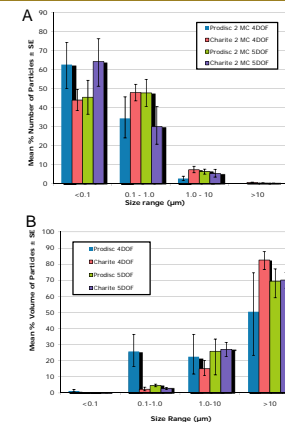 A
Mean % Number of Particles ± SE
90
80
70
60
50
40
30
20
10
0
Prodisc 2 MC 4DOF
Charite 2 MC 4DOF
Prodisc 2 MC 5DOF
Charite 2 MC 5DOF
<0.1
0.1 - 1.0
1.0 - 10
>10
Size range (µm)
B
Mean % Volume of Particles ± SE
100
90
80
70
60
50
40
30
20
10
0
Prodisc 4DOF
Charite 4DOF
Prodisc 5DOF
Charite 5DOF
<0.1
0.1-1.0
1.0-10
>10
Size Range (µm)